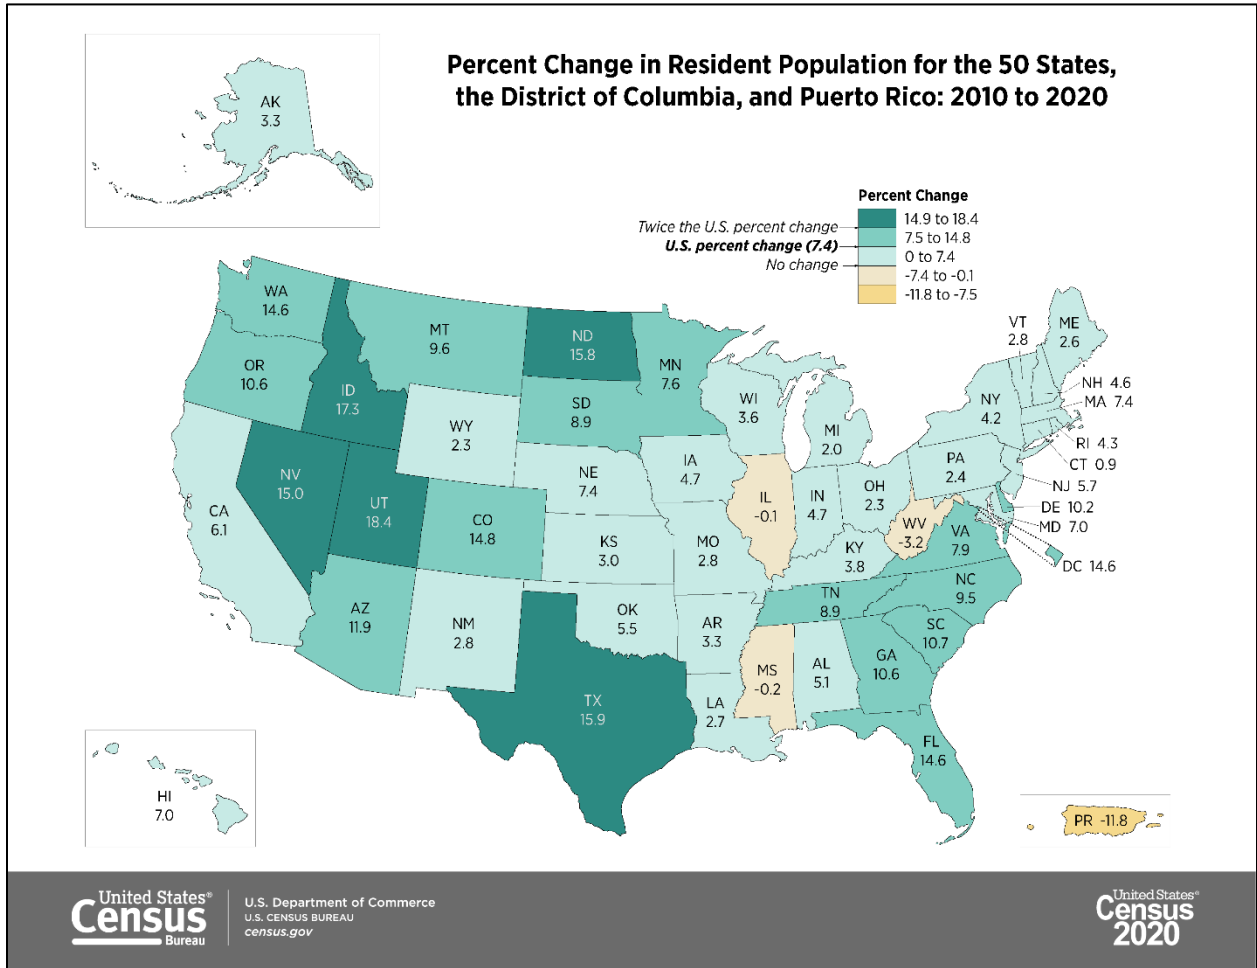 Percent Change in Resident Population for the 50 States,
the District of Columbia, and Puerto Rico: 2010 to 2020
AK
3.3
Percent Change
14.9 to 18.4
Twice the U.S. percent change
7.5 to 14.8
U.S. percent change (7.4)
0 to 7.4
No change
-7.4 to -0.1
-11.8 to -7.5
WA
14.6
OR
10.6
CA
6.1
ID
17.3
NV
15.0
MT
9.6
WY
2.3
UT
18.4
CO
14.8
AZ
11.9
NM
2.8
ND
15.8
SD
8.9
NE
7.4
KS
3.0
OK
5.5
TX
15.9
MN
7.6
IA
4.7
MO
2.8
AR
3.3
LA
2.7
WI
3.6
IL
-0.1
MS
-0.2
MI
2.0
IN
4.7
OH
2.3
KY
3.8
TN
8.9
AL
5.1
GA
10.6
FL
14.6
SC
10.7
NC
9.5
VA
7.9
WV
-3.2
PA
2.4
NY
4.2
VT
2.8
ME
2.6
NH 4.6
MA 7.4
RI 4.3
CT 0.9
NJ 5.7
DE 10.2
MD 7.0
DC 14.6
HI
7.0
PR -11.8
United States®
Census
Bureau
U.S. Department of Commerce
U.S. CENSUS BUREAU
census.gov
United States®
Census
2020